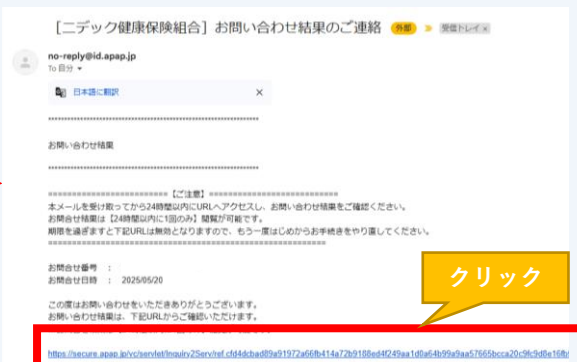 [ニデック健康保険組合] お問い合わせ結果のご連絡 外部 受信トレイ ×
no-reply@id.apap.jp
To 自分
日本語に翻訳 ×
**********************************************************************
お問い合わせ結果
**********************************************************************
========================= 【ご注意】 ===========================
本メールを受け取ってから24時間以内にURLへアクセスし、お問い合わせ結果をご確認ください。
お問合せ結果は【24時間以内に1回のみ】閲覧が可能です。
期限を過ぎますと下記URLは無効となりますので、もう一度はじめからお手続きをやり直してください。
==========================================================
お問合せ番号 :
お問合せ日時 : 2025/05/20
クリック
この度はお問い合わせをいただきありがとうございます。
お問い合わせ結果は、下記URLからご確認いただけます。
https://secure.apap.jp/vc/servlet/Inquiry2Serv/ref.cfd4dcbad89a91972a66fb414a72b9188ed4f249aa1d0a64b99a9aa57665bcca20c9fc9d8e16fb